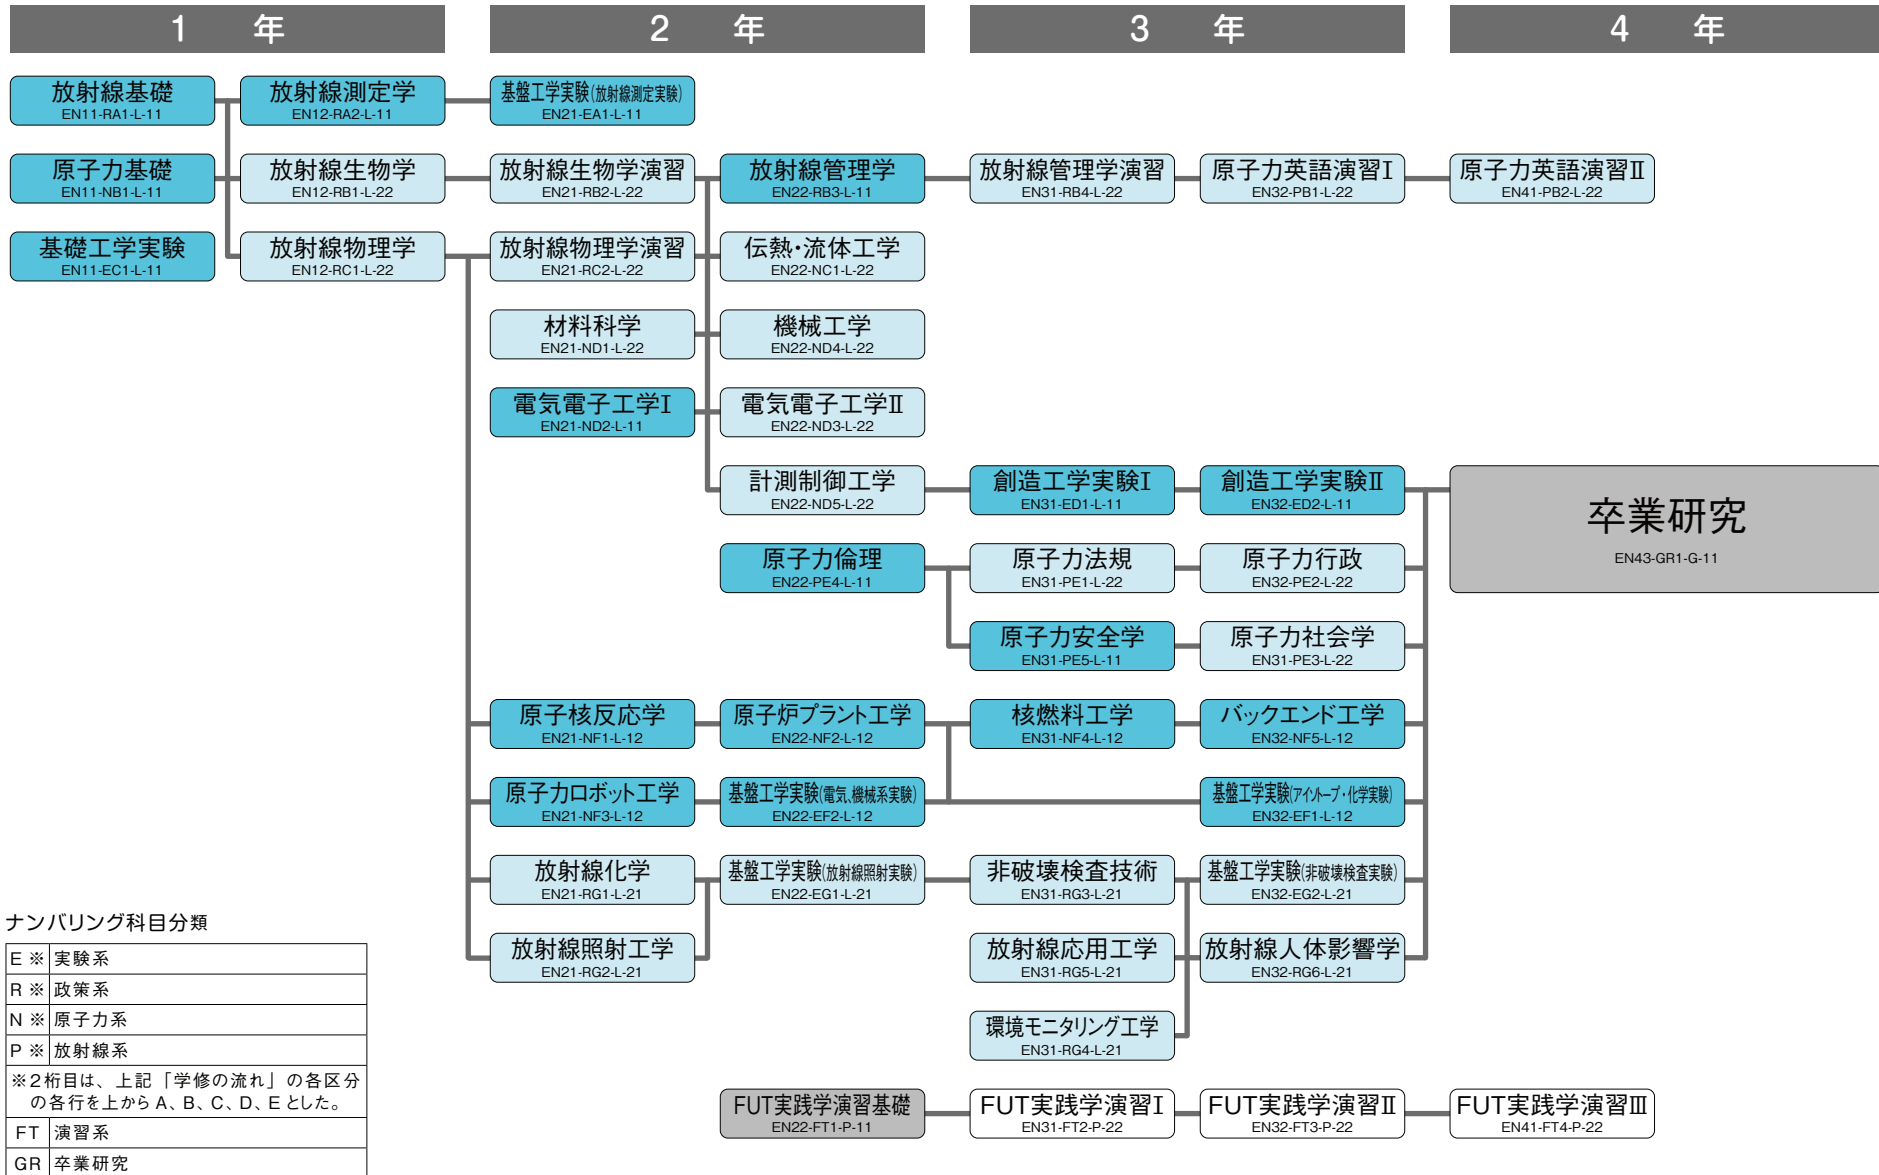 1 年
2 年
3 年
4 年
放射線基礎
EN11-RA1-L-11
放射線測定学
EN12-RA2-L-11
基盤工学実験(放射線測定実験)
EN21-EA1-L-11
原子力基礎
EN11-NB1-L-11
放射線生物学
EN12-RB1-L-22
放射線生物学演習
EN21-RB2-L-22
放射線管理学
EN22-RB3-L-11
放射線管理学演習
EN31-RB4-L-22
原子力英語演習Ⅰ
EN32-PB1-L-22
原子力英語演習Ⅱ
EN41-PB2-L-22
基礎工学実験
EN11-EC1-L-11
放射線物理学
EN12-RC1-L-22
放射線物理学演習
EN21-RC2-L-22
伝熱・流体工学
EN22-NC1-L-22
材料科学
EN21-ND1-L-22
機械工学
EN22-ND4-L-22
電気電子工学Ⅰ
EN21-ND2-L-11
電気電子工学Ⅱ
EN22-ND3-L-22
計測制御工学
EN22-ND5-L-22
創造工学実験Ⅰ
EN31-ED1-L-11
創造工学実験Ⅱ
EN32-ED2-L-11
卒業研究
EN43-GR1-G-11
原子力倫理
EN22-PE4-L-11
原子力法規
EN31-PE1-L-22
原子力行政
EN32-PE2-L-22
原子力安全学
EN31-PE5-L-11
原子力社会学
EN31-PE3-L-22
原子核反応学
EN21-NF1-L-12
原子炉プラント工学
EN22-NF2-L-12
核燃料工学
EN31-NF4-L-12
バックエンド工学
EN32-NF5-L-12
原子力ロボット工学
EN21-NF3-L-12
基盤工学実験(電気、機械系実験)
EN22-EF2-L-12
基盤工学実験(アイソトープ・化学実験)
EN32-EF1-L-12
放射線化学
EN21-RG1-L-21
基盤工学実験(放射線照射実験)
EN22-EG1-L-21
非破壊検査技術
EN31-RG3-L-21
基盤工学実験(非破壊検査実験)
EN32-EG2-L-21
放射線照射工学
EN21-RG2-L-21
放射線応用工学
EN31-RG5-L-21
放射線人体影響学
EN32-RG6-L-21
環境モニタリング工学
EN31-RG4-L-21
FUT実践学演習基礎
EN22-FT1-P-11
FUT実践学演習Ⅰ
EN31-FT2-P-22
FUT実践学演習Ⅱ
EN32-FT3-P-22
FUT実践学演習Ⅲ
EN41-FT4-P-22
ナンバリング科目分類
E ※ 実験系
R ※ 政策系
N ※ 原子力系
P ※ 放射線系
※2桁目は、上記「学修の流れ」の各区分
の各行を上から A、B、C、D、E とした。
FT 演習系
GR 卒業研究